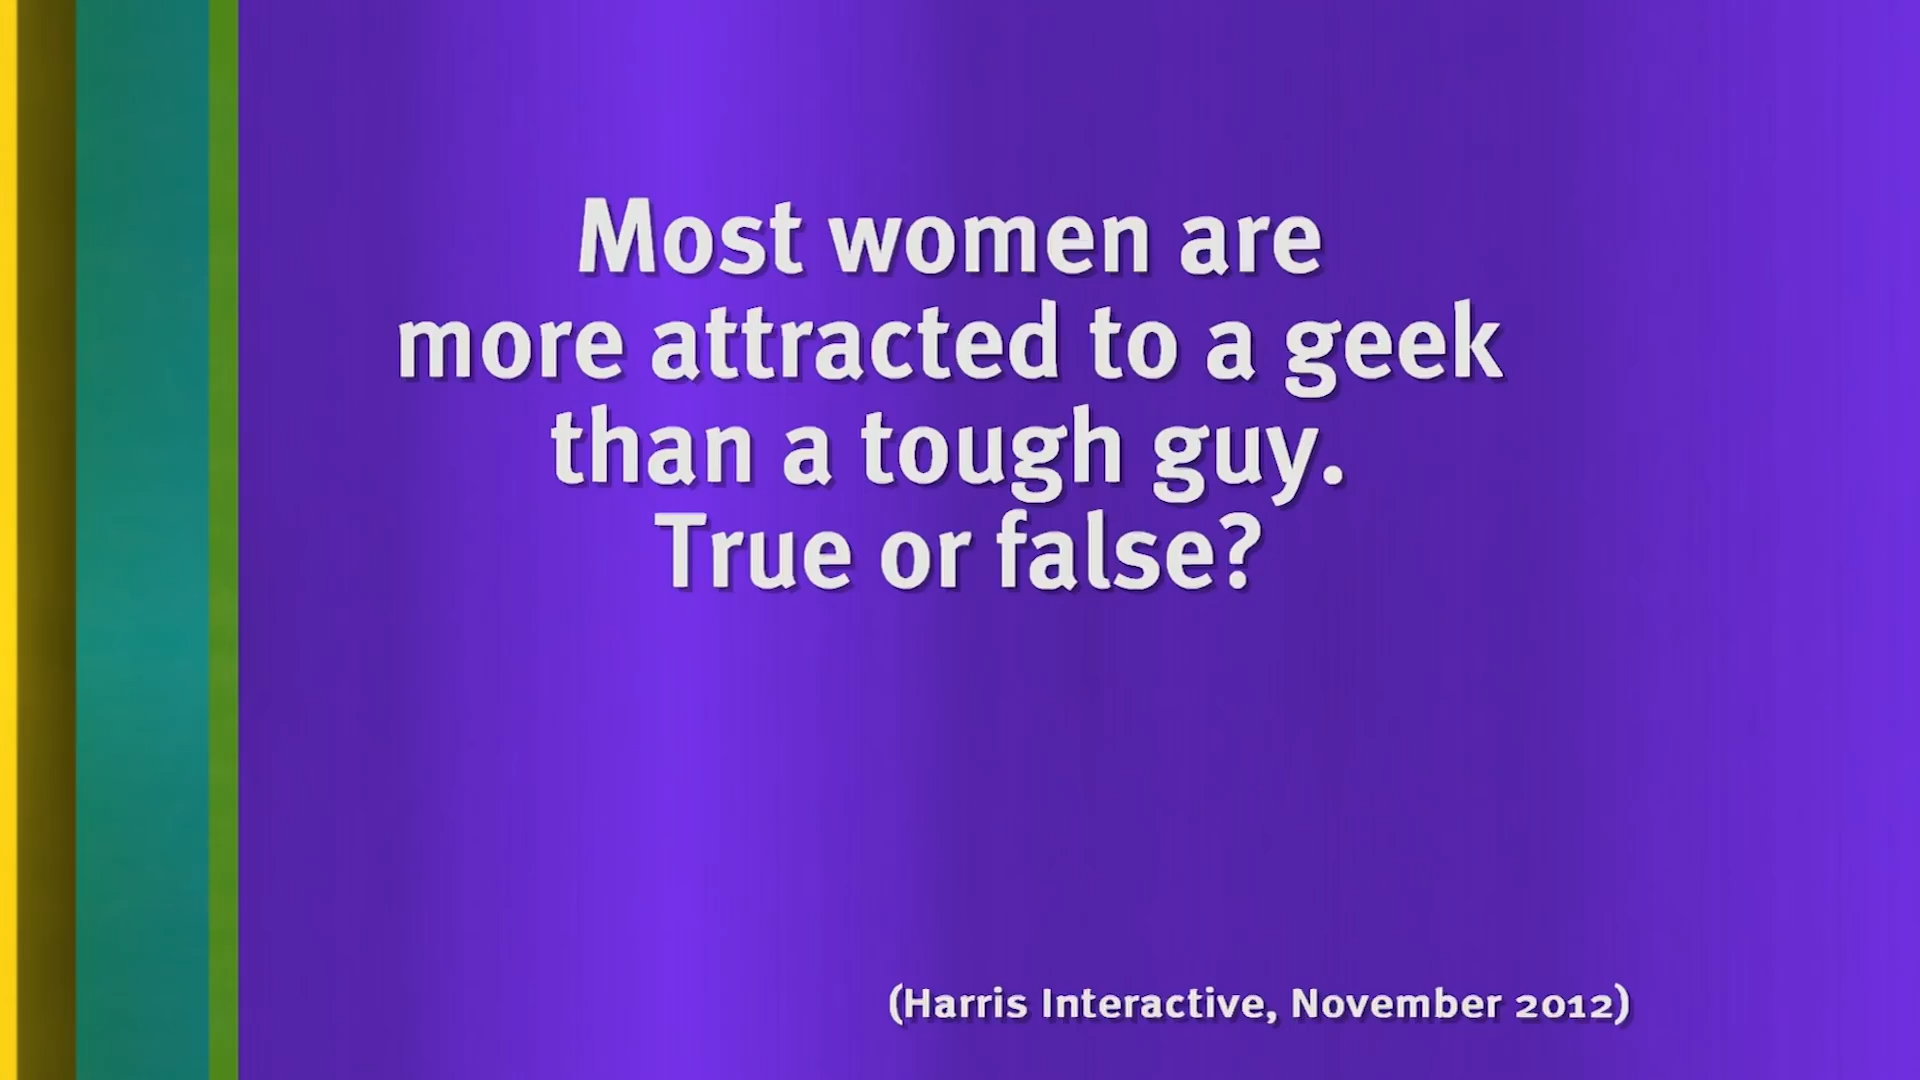 Most women are
more attracted to a geek
than a tough guy.
True or false?
(Harris Interactive, November 2012)